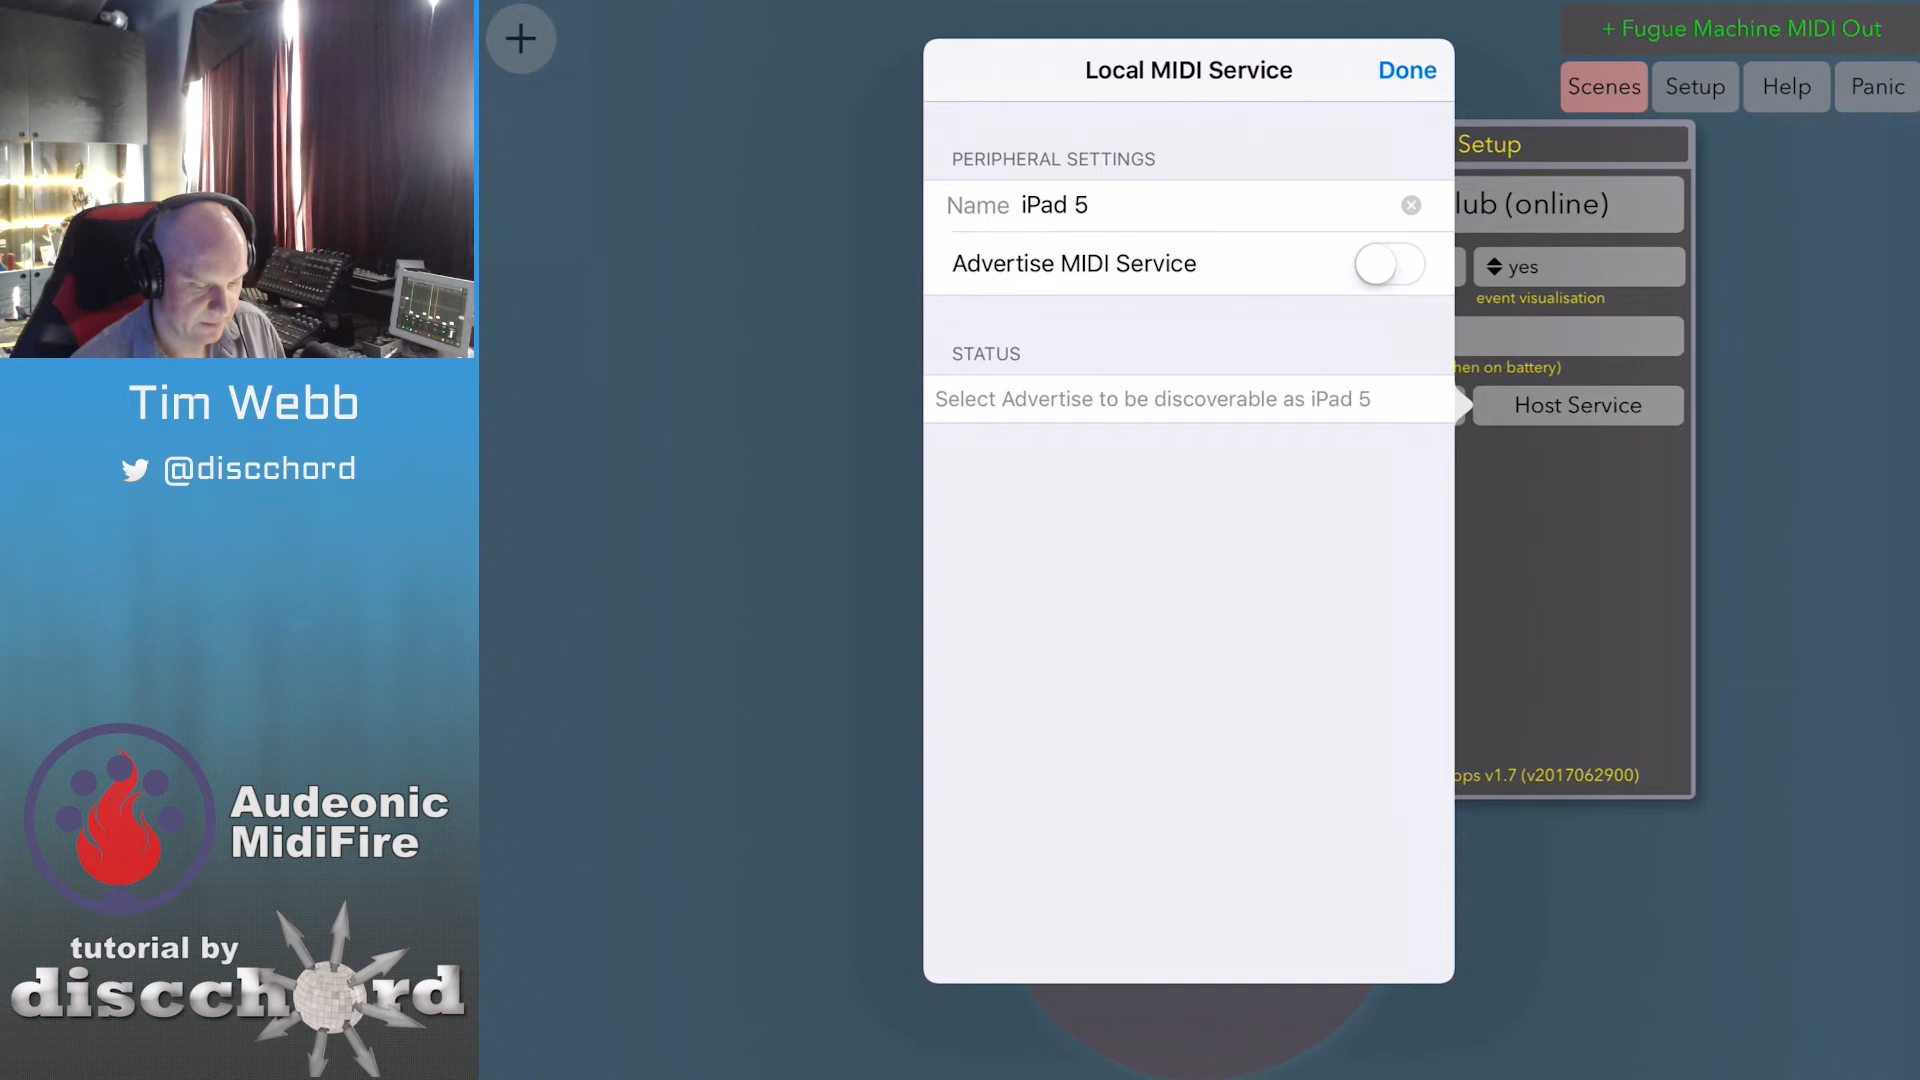 + Fugue Machine MIDI Out
Scenes Setup Help Panic
Local MIDI Service Done
PERIPHERAL SETTINGS
Name iPad 5
Advertise MIDI Service
STATUS
Select Advertise to be discoverable as iPad 5
Setup
lub (online)
yes
event visualisation
hen on battery)
Host Service
ops v1.7 (v2017062900)
Tim Webb
@discchord
Audeonic
MidiFire
tutorial by
discchord